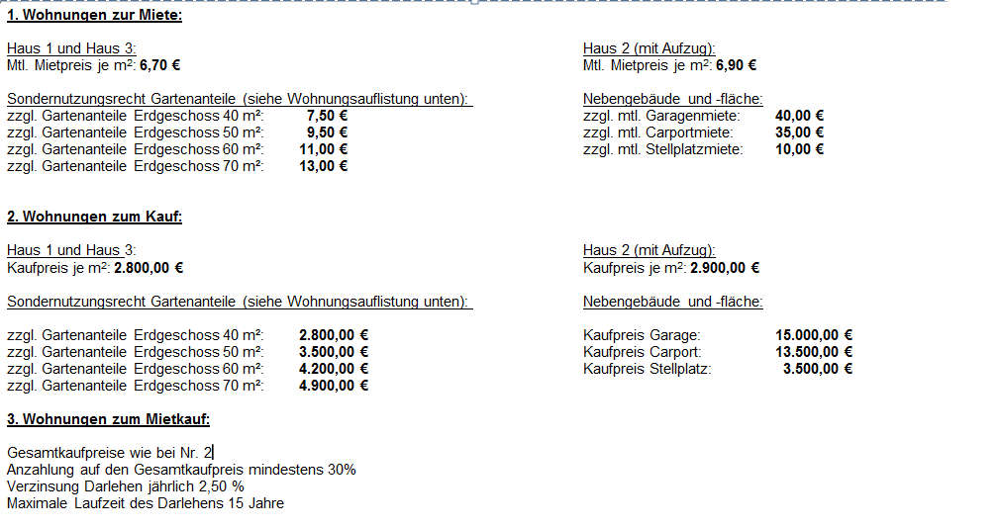 1. Wohnungen zur Miete:
Haus 1 und Haus 3:
Mtl. Mietpreis je m²: 6,70 €
Haus 2 (mit Aufzug):
Mtl. Mietpreis je m²: 6,90 €
Sondernutzungsrecht Gartenanteile (siehe Wohnungsauflistung unten):
zzgl. Gartenanteile Erdgeschoss 40 m²: 7,50 €
zzgl. Gartenanteile Erdgeschoss 50 m²: 9,50 €
zzgl. Gartenanteile Erdgeschoss 60 m²: 11,00 €
zzgl. Gartenanteile Erdgeschoss 70 m²: 13,00 €
Nebengebäude und -fläche:
zzgl. mtl. Garagenmiete: 40,00 €
zzgl. mtl. Carportmiete: 35,00 €
zzgl. mtl. Stellplatzmiete: 10,00 €
2. Wohnungen zum Kauf:
Haus 1 und Haus 3:
Kaufpreis je m²: 2.800,00 €
Haus 2 (mit Aufzug):
Kaufpreis je m²: 2.900,00 €
Sondernutzungsrecht Gartenanteile (siehe Wohnungsauflistung unten):
zzgl. Gartenanteile Erdgeschoss 40 m²: 2.800,00 €
zzgl. Gartenanteile Erdgeschoss 50 m²: 3.500,00 €
zzgl. Gartenanteile Erdgeschoss 60 m²: 4.200,00 €
zzgl. Gartenanteile Erdgeschoss 70 m²: 4.900,00 €
Nebengebäude und -fläche:
Kaufpreis Garage: 15.000,00 €
Kaufpreis Carport: 13.500,00 €
Kaufpreis Stellplatz: 3.500,00 €
3. Wohnungen zum Mietkauf:
Gesamtkaufpreise wie bei Nr. 2
Anzahlung auf den Gesamtkaufpreis mindestens 30%
Verzinsung Darlehen jährlich 2,50 %
Maximale Laufzeit des Darlehens 15 Jahre